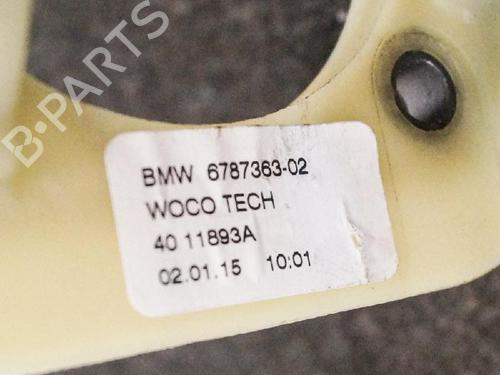 B-PARTS
BMW 6787363-02
WOCO TECH
40 11893A
02.01.15 10:01